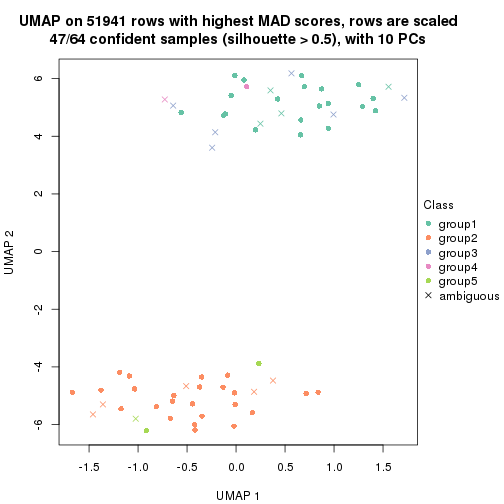 UMAP on 51941 rows with highest MAD scores, rows are scaled
47/64 confident samples (silhouette > 0.5), with 10 PCs
6
4
2
0
-2
-4
-6
UMAP 2
-1.5 -1.0 -0.5 0.0 0.5 1.0 1.5
UMAP 1
Class
group1
group2
group3
group4
group5
ambiguous